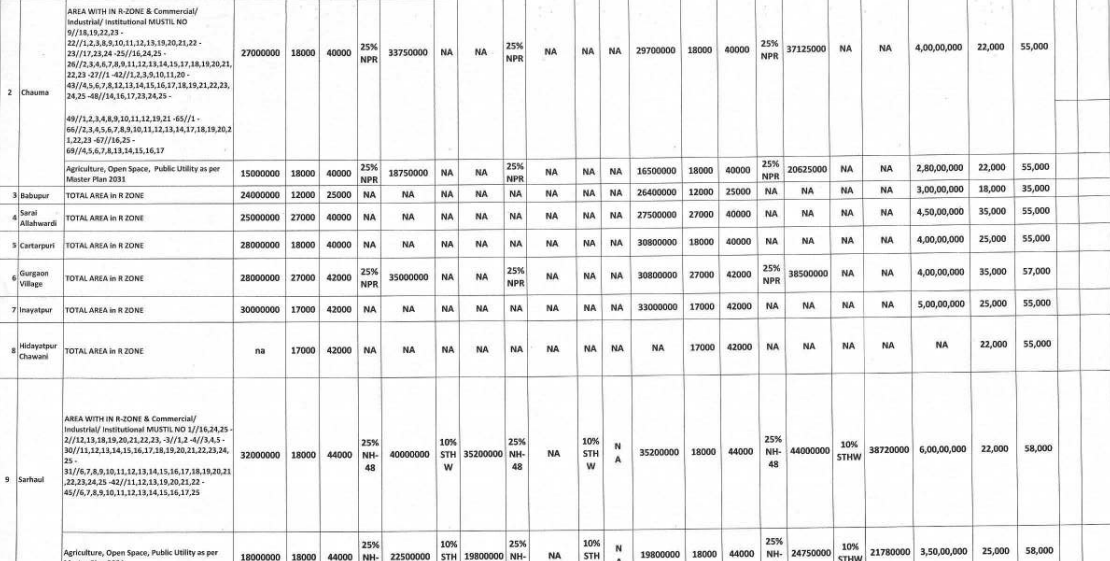 AREA WITH IN R-ZONE & Commercial/
Industrial/ Institutional MUSTIL NO
9//18,19,22,23 -
22//1,2,3,8,9,10,11,12,13,19,20,21,22 -
23//17,23,24 -25//16,24,25 -
26//2,3,4,6,7,8,9,11,12,13,14,15,17,18,19,20,21,
22,23 -27//1 -42//1,2,3,9,10,11,20 -
43//4,5,6,7,8,12,13,14,15,16,17,18,19,21,22,23,
24,25 -48//14,16,17,23,24,25 -
49//1,2,3,4,8,9,10,11,12,19,21 -65//1 -
66//2,3,4,5,6,7,8,9,10,11,12,13,14,17,18,19,20,2
1,22,23 -67//16,25 -
69//4,5,6,7,8,13,14,15,16,17
2 Chauma 27000000 18000 40000 25% NPR 33750000 NA NA 25% NPR NA NA NA 29700000 18000 40000 25% NPR 37125000 NA NA 4,00,00,000 22,000 55,000
Agriculture, Open Space, Public Utility as per
Master Plan 2031 15000000 18000 40000 25% NPR 18750000 NA NA 25% NPR NA NA NA 16500000 18000 40000 25% NPR 20625000 NA NA 2,80,00,000 22,000 55,000
3 Babupur TOTAL AREA in R ZONE 24000000 12000 25000 NA NA NA NA NA NA NA NA 26400000 12000 25000 NA NA NA NA 3,00,00,000 18,000 35,000
4 Sarai Allahwardi TOTAL AREA in R ZONE 25000000 27000 40000 NA NA NA NA NA NA NA NA 27500000 27000 40000 NA NA NA NA 4,50,00,000 35,000 55,000
5 Cartarpuri TOTAL AREA in R ZONE 28000000 18000 40000 NA NA NA NA NA NA NA NA 30800000 18000 40000 NA NA NA NA 4,00,00,000 25,000 55,000
6 Gurgaon Village TOTAL AREA in R ZONE 28000000 27000 42000 25% NPR 35000000 NA NA 25% NPR NA NA NA 30800000 27000 42000 25% NPR 38500000 NA NA 4,00,00,000 35,000 57,000
7 Inayatpur TOTAL AREA in R ZONE 30000000 17000 42000 NA NA NA NA NA NA NA NA 33000000 17000 42000 NA NA NA NA 5,00,00,000 25,000 55,000
8 Hidayatpur Chawani TOTAL AREA in R ZONE na 17000 42000 NA NA NA NA NA NA NA NA NA 17000 42000 NA NA NA NA NA 22,000 55,000
AREA WITH IN R-ZONE & Commercial/
Industrial/ Institutional MUSTIL NO 1//16,24,25 -
2//12,13,18,19,20,21,22,23, -3//1,2 -4//3,4,5 -
30//11,12,13,14,15,16,17,18,19,20,21,22,23,24,
25 -
31//6,7,8,9,10,11,12,13,14,15,16,17,18,19,20,21
,22,23,24,25 -42//11,12,13,19,20,21,22 -
45//6,7,8,9,10,11,12,13,14,15,16,17,25
9 Sarhaul 32000000 18000 44000 25% NH-48 40000000 10% STH W 35200000 25% NH-48 NA 10% STH W N A 35200000 18000 44000 25% NH-48 44000000 10% STHW 38720000 6,00,00,000 22,000 58,000
Agriculture, Open Space, Public Utility as per
18000000 18000 44000 25% NH- 22500000 10% STH 19800000 25% NH- NA 10% STH N 19800000 18000 44000 25% NH- 24750000 10% STHW 21780000 3,50,00,000 25,000 58,000